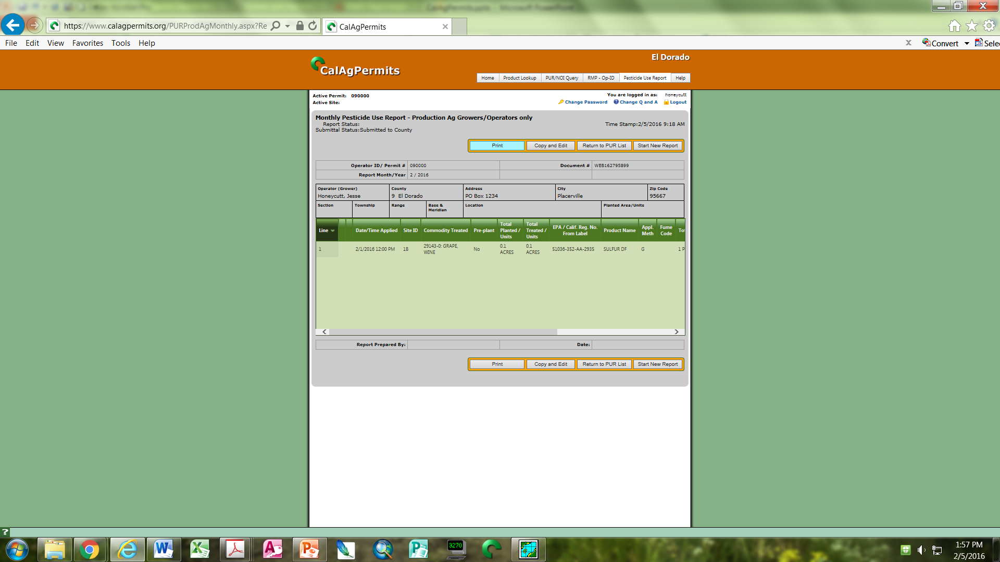 https://www.calagpermits.org/PURProdAgMonthly.aspx?Re
CalAgPermits
File Edit View Favorites Tools Help
x Convert Sele
El Dorado
CalAgPermits
Home Product Lookup PUR/NOI Query RMP - Op-ID Pesticide Use Report Help
Active Permit: 090000
You are logged in as: honeycutt
Active Site:
Change Password Change Q and A Logout
Monthly Pesticide Use Report - Production Ag Growers/Operators only
Report Status:
Time Stamp:2/5/2016 9:18 AM
Submittal Status:Submitted to County
Print Copy and Edit Return to PUR List Start New Report
Operator ID/ Permit # 090000 Document # WEB162795899
Report Month/Year 2 / 2016
Operator (Grower) County Address City Zip Code
Honeycutt, Jesse 9 El Dorado PO Box 1234 Placerville 95667
Section Township Range Base & Meridian Location Planted Area/Units
Line Date/Time Applied Site ID Commodity Treated Pre-plant Total Planted / Units Total Treated / Units EPA / Calif. Reg. No. From Label Product Name Appl. Meth Fume Code Tot
1 2/1/2016 12:00 PM 1B 29143-0: GRAPE, WINE No 0.1 ACRES 0.1 ACRES 51036-352-AA-2935 SULFUR DF G 1 P
Report Prepared By: Date:
Print Copy and Edit Return to PUR List Start New Report
?
3270
1:57 PM
2/5/2016